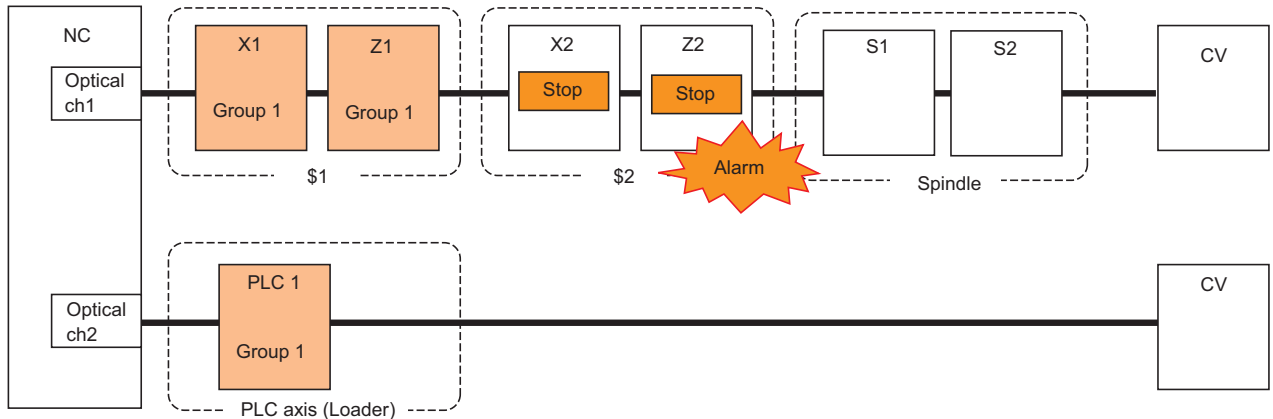 NC
Optical
ch1
X1
Group 1
Z1
Group 1
$1
X2
Stop
Z2
Stop
Alarm
$2
S1
S2
Spindle
CV
Optical
ch2
PLC 1
Group 1
PLC axis (Loader)
CV